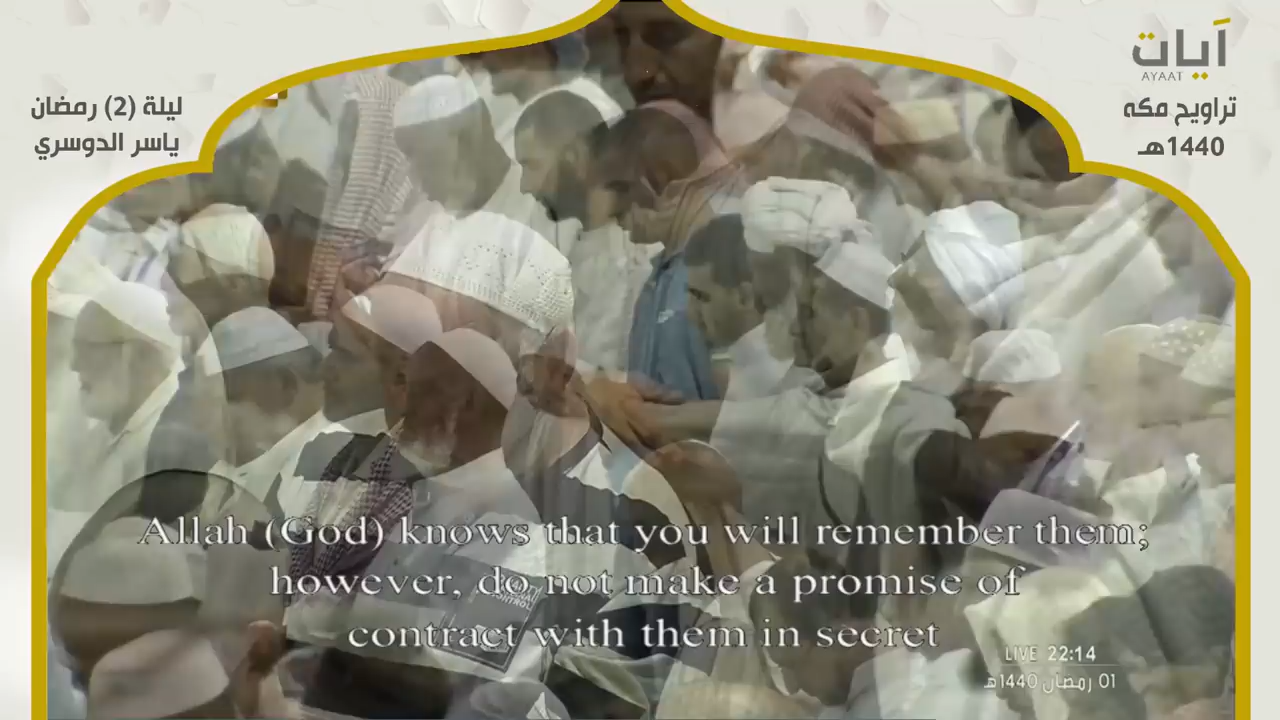 آيات
AYAAT
تراويح مكه
1440هـ
ليلة (2) رمضان
ياسر الدوسري
Allah (God) knows that you will remember them;
however, do not make a promise of
contract with them in secret
LIVE 22:14
01 رمضان 1440هـ
CONTROL